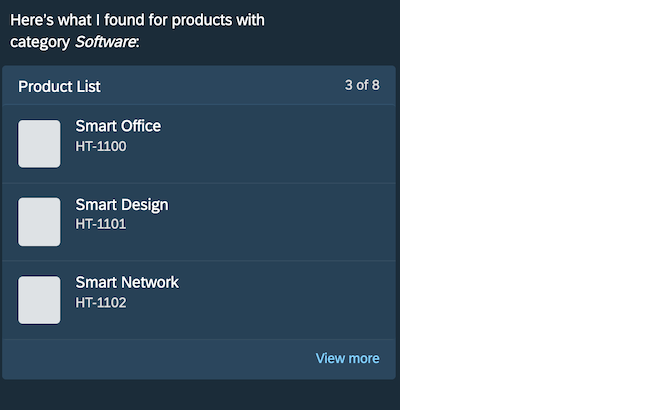 Here's what I found for products with
category Software:
Product List 3 of 8
Smart Office
HT-1100
Smart Design
HT-1101
Smart Network
HT-1102
View more